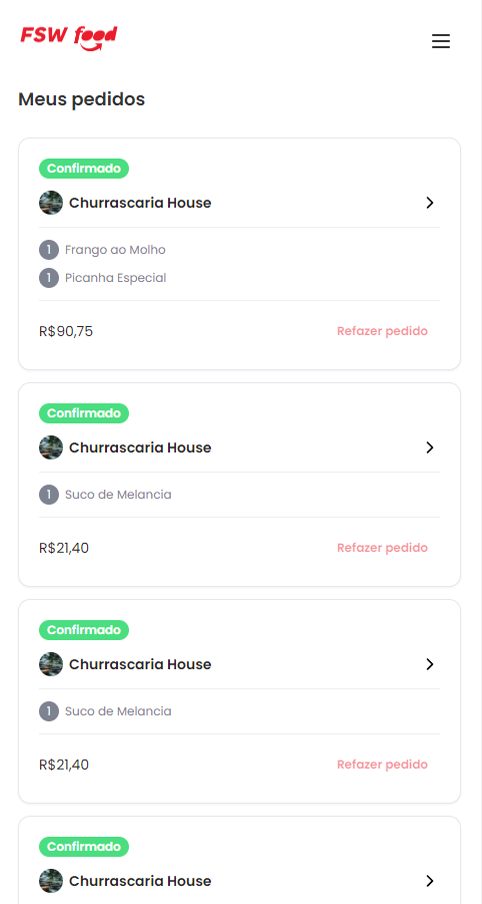 FSW food
Meus pedidos
Confirmado
Churrascaria House
1 Frango ao Molho
1 Picanha Especial
R$90,75 Refazer pedido
Confirmado
Churrascaria House
1 Suco de Melancia
R$21,40 Refazer pedido
Confirmado
Churrascaria House
1 Suco de Melancia
R$21,40 Refazer pedido
Confirmado
Churrascaria House